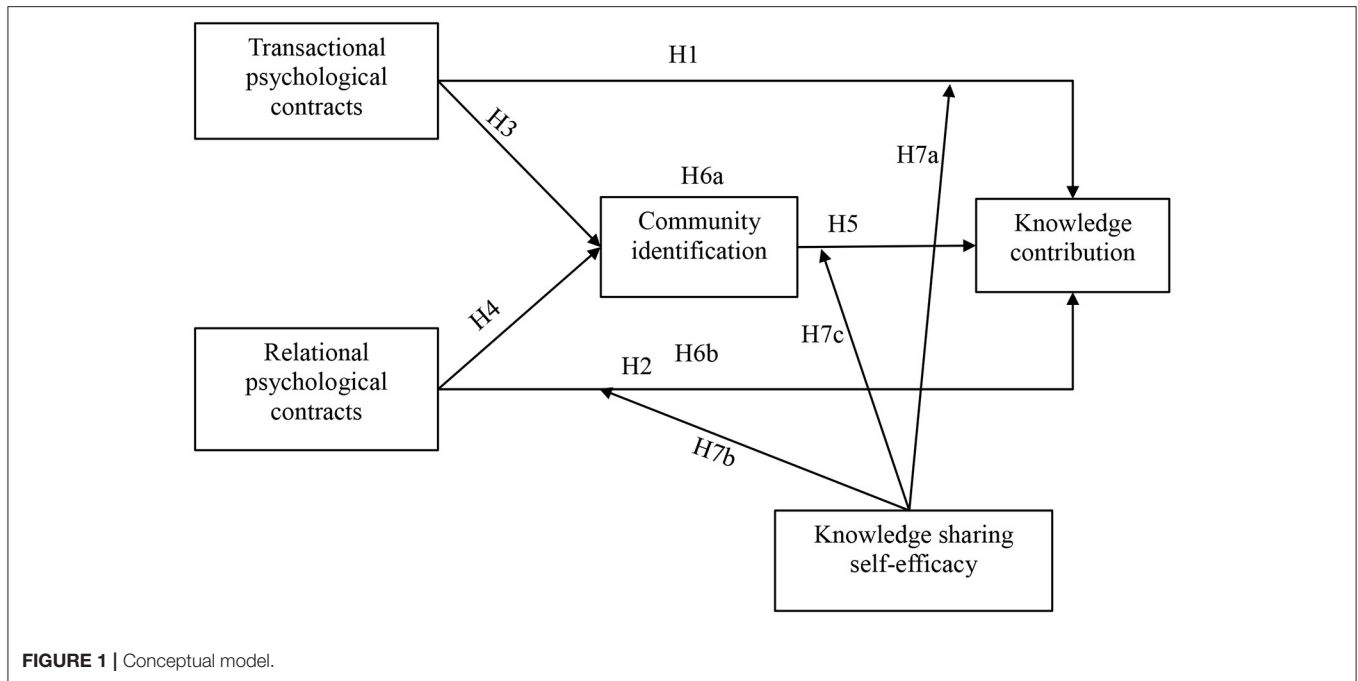 Transactional
psychological
contracts
H1
H3
H7a
H6a
Community
identification
H5
Knowledge
contribution
H4
H7c
Relational
psychological
contracts
H2
H6b
H7b
Knowledge sharing
self-efficacy
FIGURE 1 | Conceptual model.